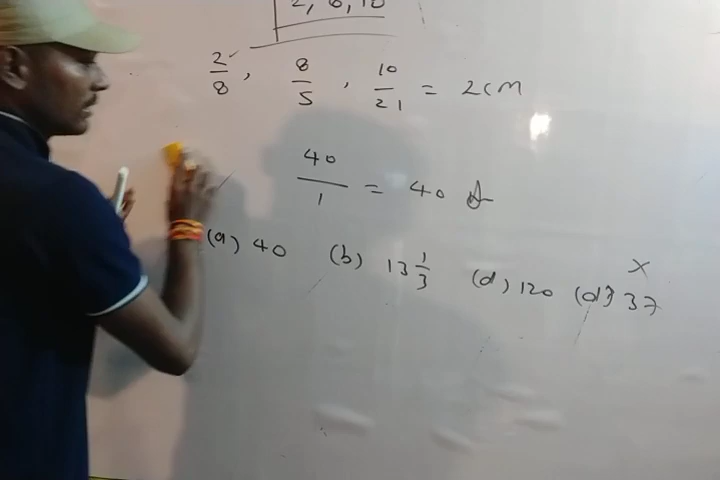 2, 8, 10
2/8, 8/5, 10/21 = 2CM
40/1 = 40
(a) 40 (b) 13 1/3 (d) 120 (d) 37